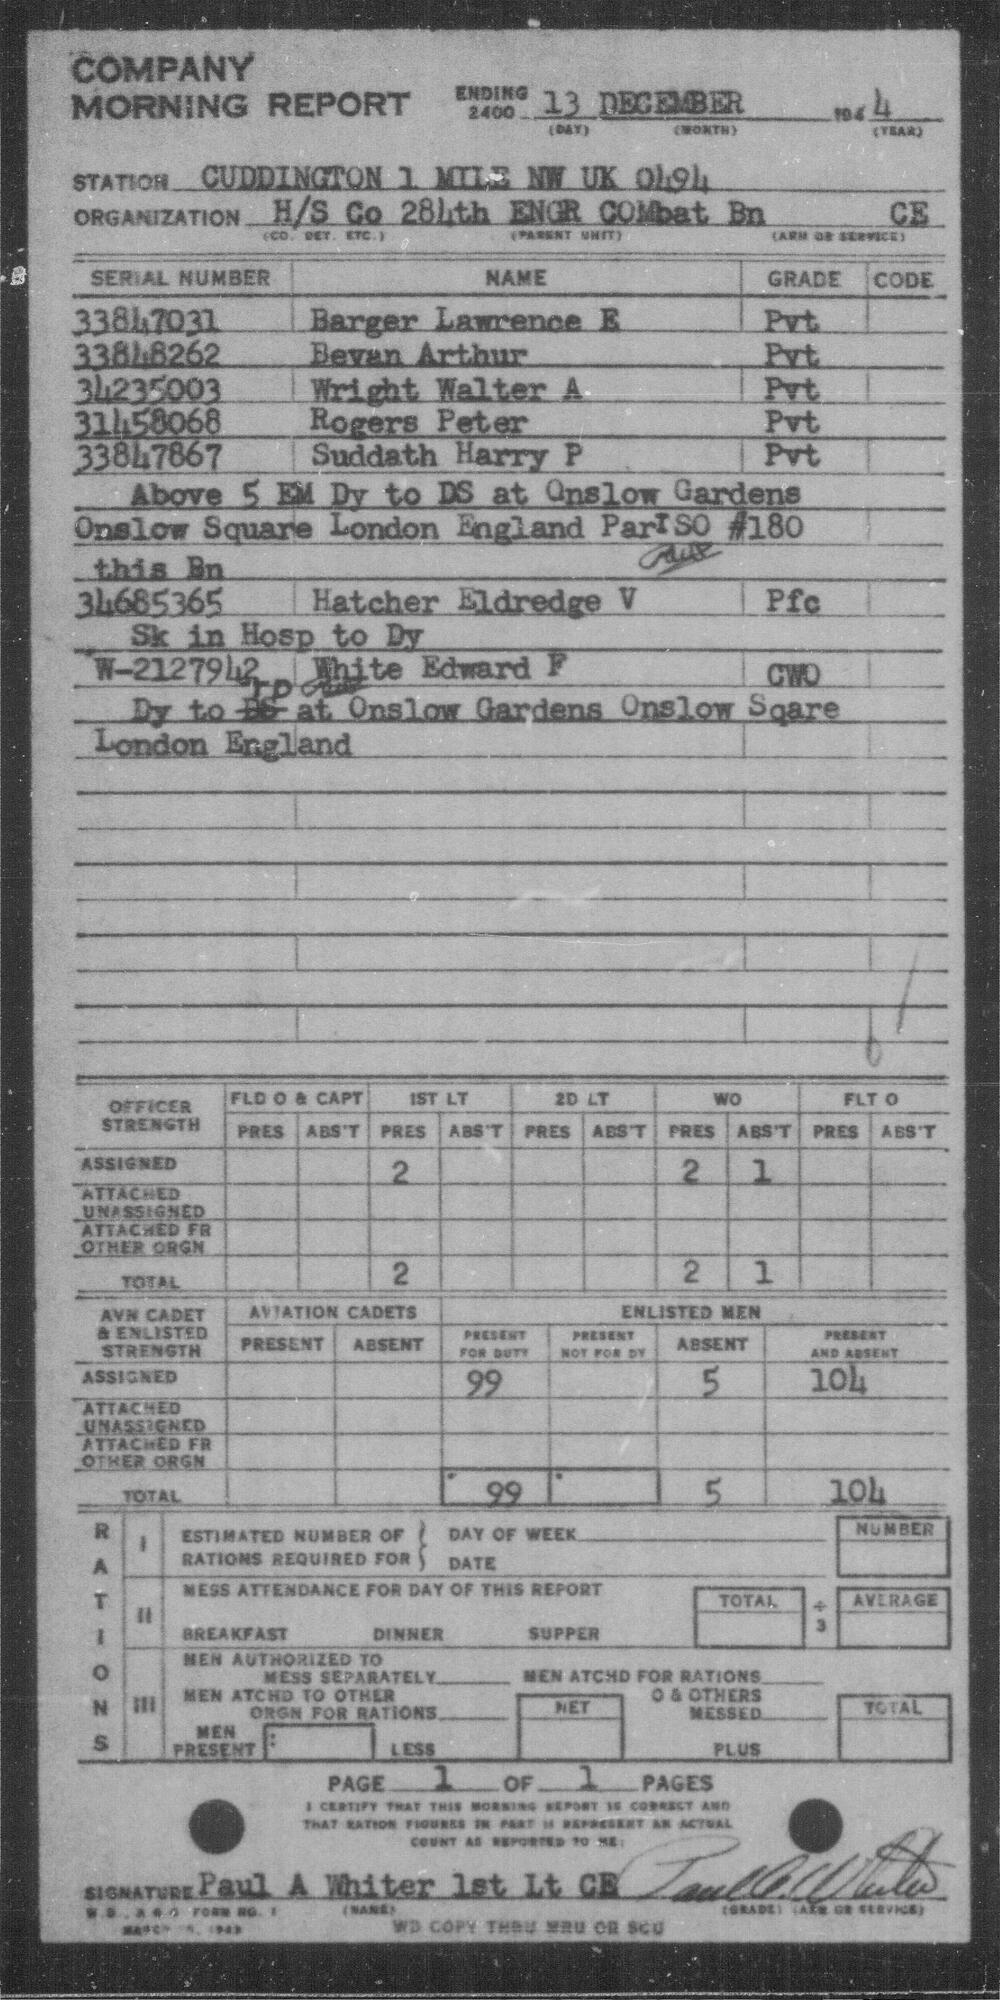 COMPANY
MORNING REPORT ENDING 2400 13 DECEMBER 194 4
(DAY) (MONTH) (YEAR)
STATION CUDDINGTON 1 MILE NW UK 0494
ORGANIZATION H/S Co 284th ENGR COMbat Bn CE
(CO. DET. ETC.) (PARENT UNIT) (ARM OR SERVICE)
SERIAL NUMBER NAME GRADE CODE
33847031 Barger Lawrence E Pvt
33848262 Bevan Arthur Pvt
34235003 Wright Walter A Pvt
31458068 Rogers Peter Pvt
33847867 Suddath Harry P Pvt
Above 5 EM Dy to DS at Onslow Gardens
Onslow Square London England Par I SO #180
this Bn
34685365 Hatcher Eldredge V Pfc
Sk in Hosp to Dy
W-2127942 White Edward F CWO
TD
Dy to DS at Onslow Gardens Onslow Sqare
London England
OFFICER STRENGTH FLD O & CAPT 1ST LT 2D LT WO FLT O
PRES ABS'T PRES ABS'T PRES ABS'T PRES ABS'T PRES ABS'T
ASSIGNED 2 2 1
ATTACHED UNASSIGNED
ATTACHED FR OTHER ORGN
TOTAL 2 2 1
AVN CADET & ENLISTED STRENGTH AVIATION CADETS ENLISTED MEN
PRESENT ABSENT PRESENT FOR DUTY PRESENT NOT FOR DY ABSENT PRESENT AND ABSENT
ASSIGNED 99 5 104
ATTACHED UNASSIGNED
ATTACHED FR OTHER ORGN
TOTAL 99 5 104
RATIONS
I ESTIMATED NUMBER OF RATIONS REQUIRED FOR DAY OF WEEK DATE NUMBER
II MESS ATTENDANCE FOR DAY OF THIS REPORT TOTAL ÷ 3 AVERAGE
BREAKFAST DINNER SUPPER
III MEN AUTHORIZED TO MESS SEPARATELY MEN ATCHD FOR RATIONS
MEN ATCHD TO OTHER ORGN FOR RATIONS NET O & OTHERS MESSED TOTAL
MEN PRESENT LESS PLUS
PAGE 1 OF 1 PAGES
I CERTIFY THAT THIS MORNING REPORT IS CORRECT AND
THAT RATION FIGURES IN PART II REPRESENT AN ACTUAL
COUNT AS REPORTED TO ME:
SIGNATURE Paul A Whiter 1st Lt CE Paul A. Whiter
W.D., A.G.O. FORM NO. 1 (NAME) (GRADE) (ARM OR SERVICE)
MARCH 1943 WD COPY THRU MRU OR SCU